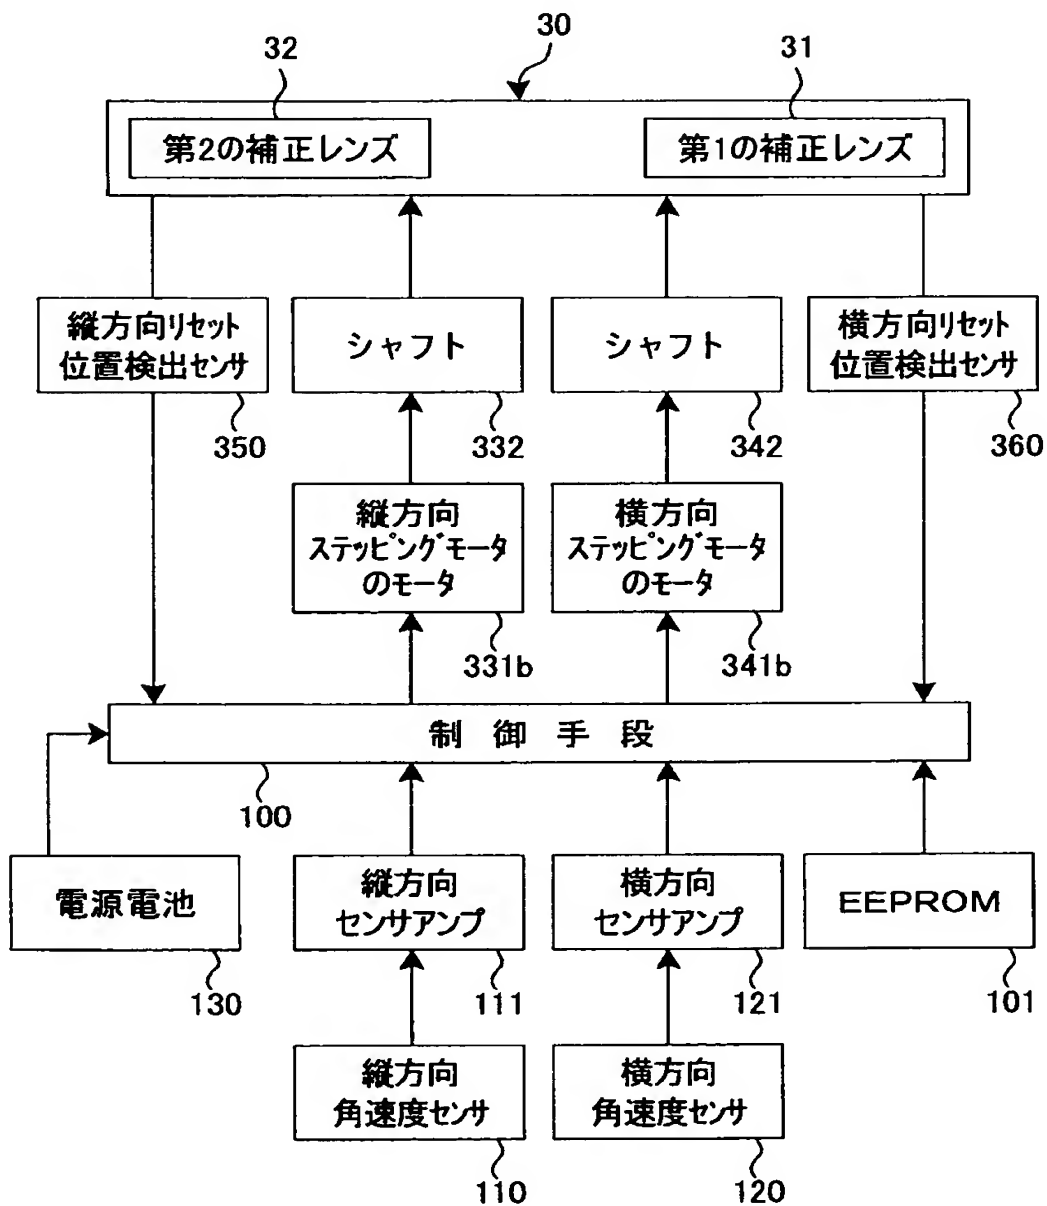 30
32
31
第2の補正レンズ
第1の補正レンズ
縦方向リセット
位置検出センサ
シャフト
シャフト
横方向リセット
位置検出センサ
350
332
342
360
縦方向
ステッピングモータ
のモータ
横方向
ステッピングモータ
のモータ
331b
341b
制御手段
100
電源電池
縦方向
センサアンプ
横方向
センサアンプ
EEPROM
130
111
121
101
縦方向
角速度センサ
横方向
角速度センサ
110
120